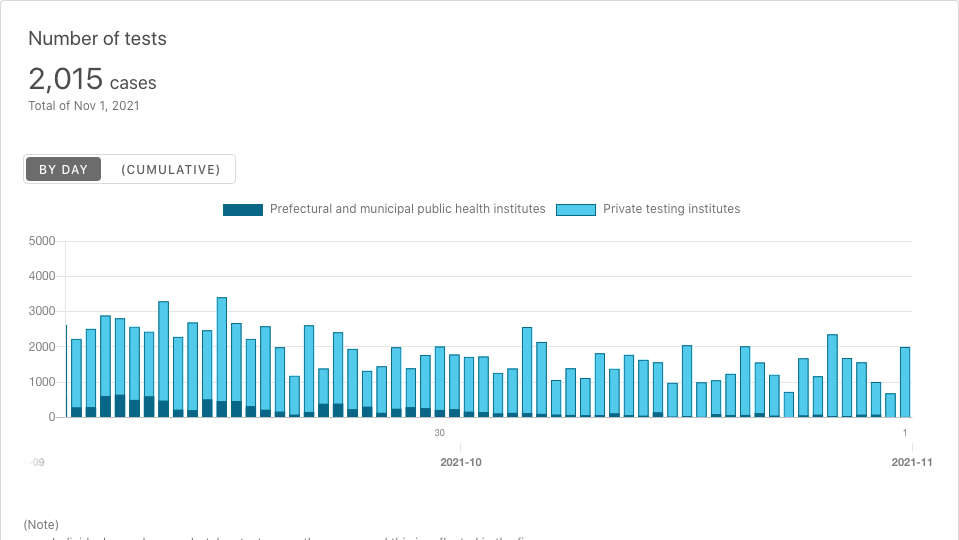 Number of tests
2,015 cases
Total of Nov 1, 2021
BY DAY (CUMULATIVE)
Prefectural and municipal public health institutes Private testing institutes
5000
4000
3000
2000
1000
0
30 1
-09 2021-10 2021-11
(Note)